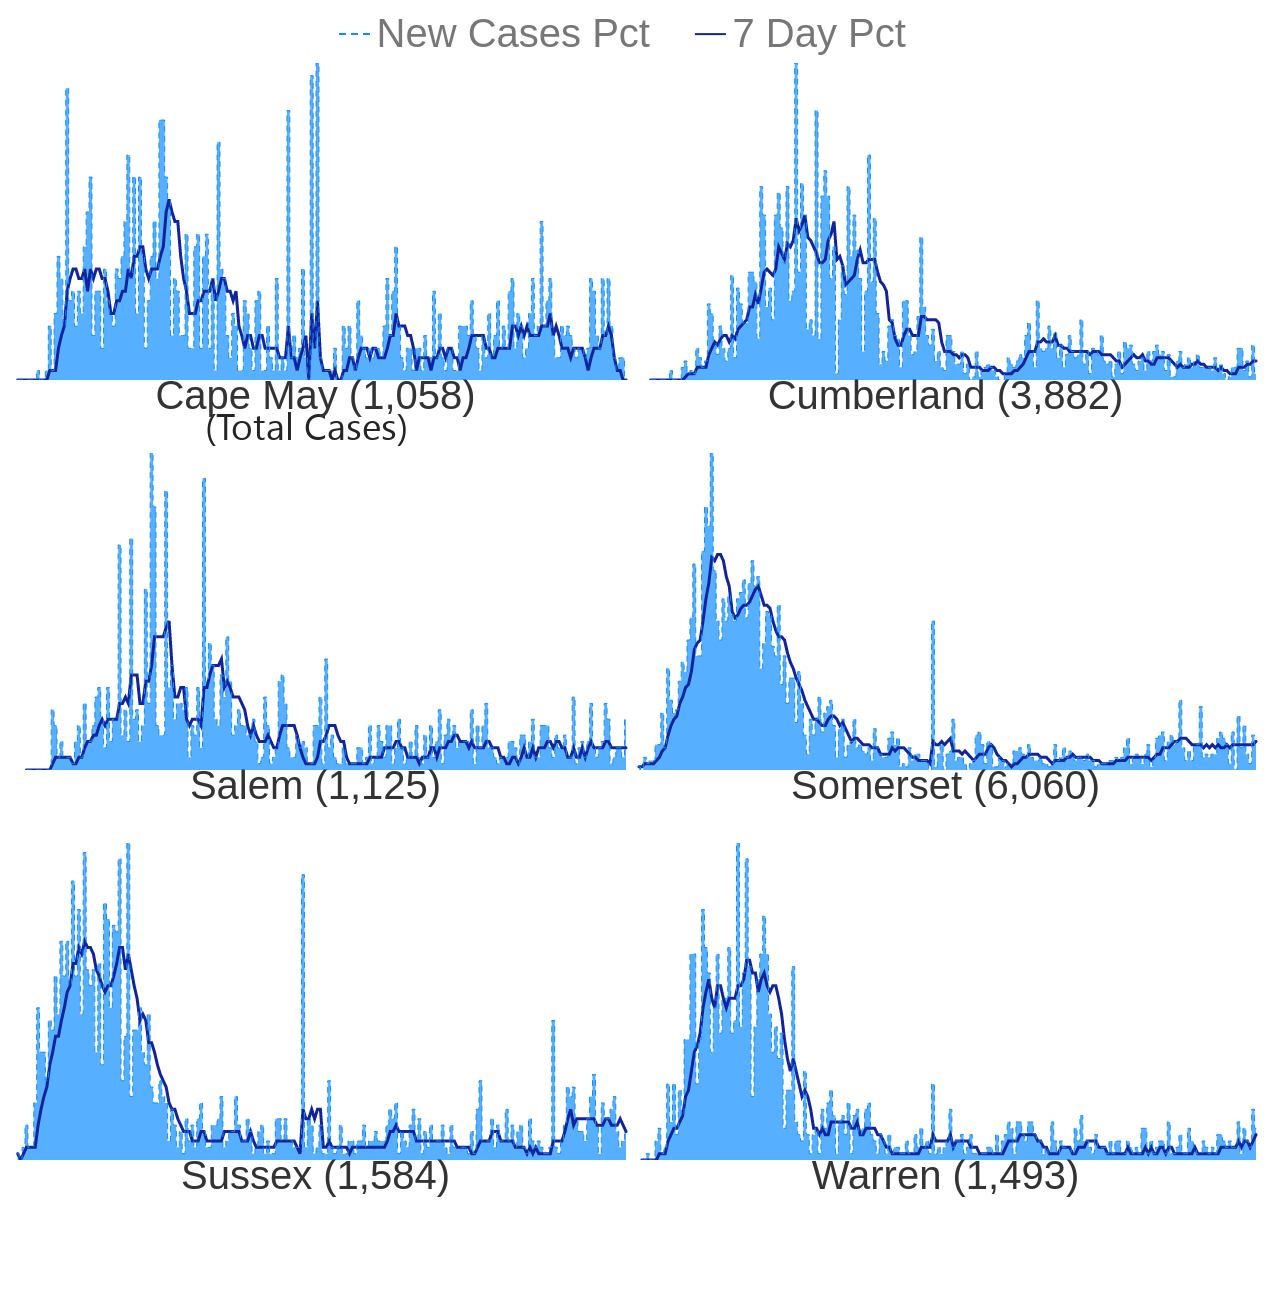 New Cases Pct 7 Day Pct
Cape May (1,058)
(Total Cases)
Cumberland (3,882)
Salem (1,125)
Somerset (6,060)
Sussex (1,584)
Warren (1,493)